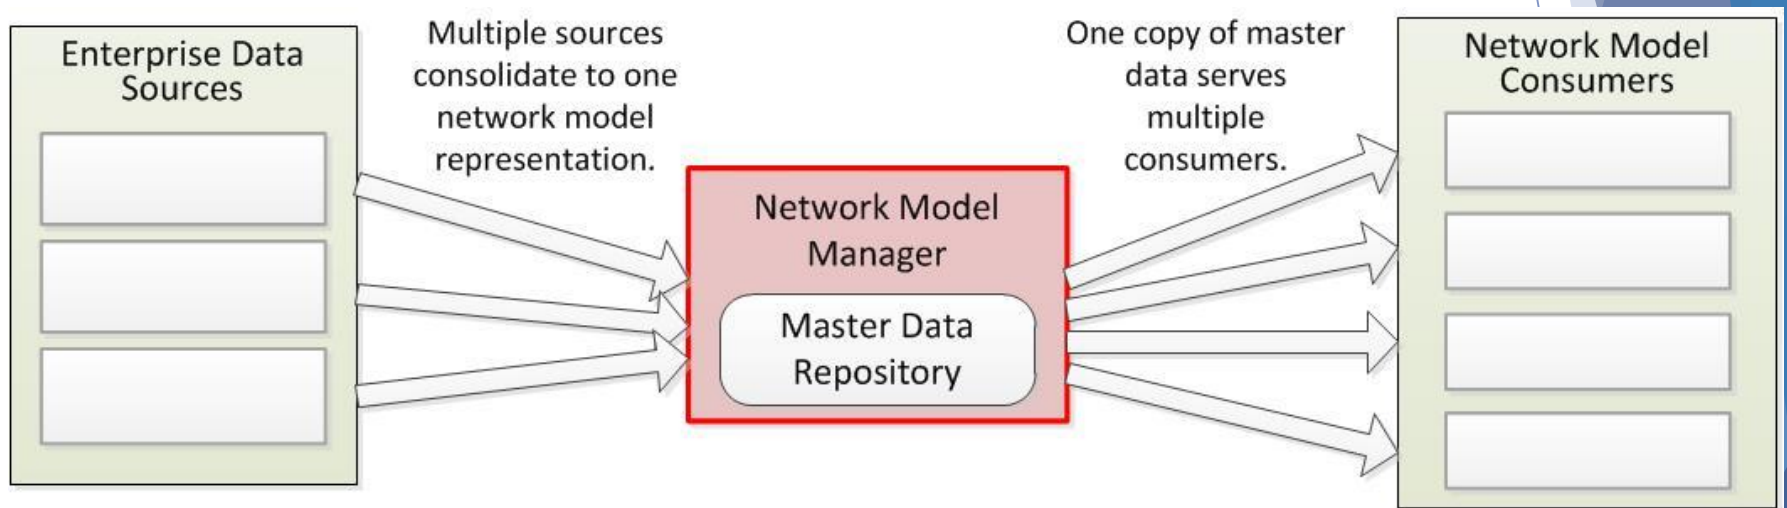 Enterprise Data
Sources
Multiple sources
consolidate to one
network model
representation.
Network Model
Manager
Master Data
Repository
One copy of master
data serves
multiple
consumers.
Network Model
Consumers